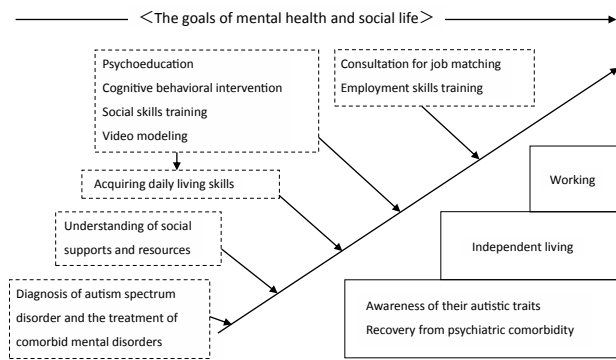 ＜The goals of mental health and social life＞
Psychoeducation
Cognitive behavioral intervention
Social skills training
Video modeling
Consultation for job matching
Employment skills training
Acquiring daily living skills
Understanding of social
supports and resources
Diagnosis of autism spectrum
disorder and the treatment of
comorbid mental disorders
Working
Independent living
Awareness of their autistic traits
Recovery from psychiatric comorbidity